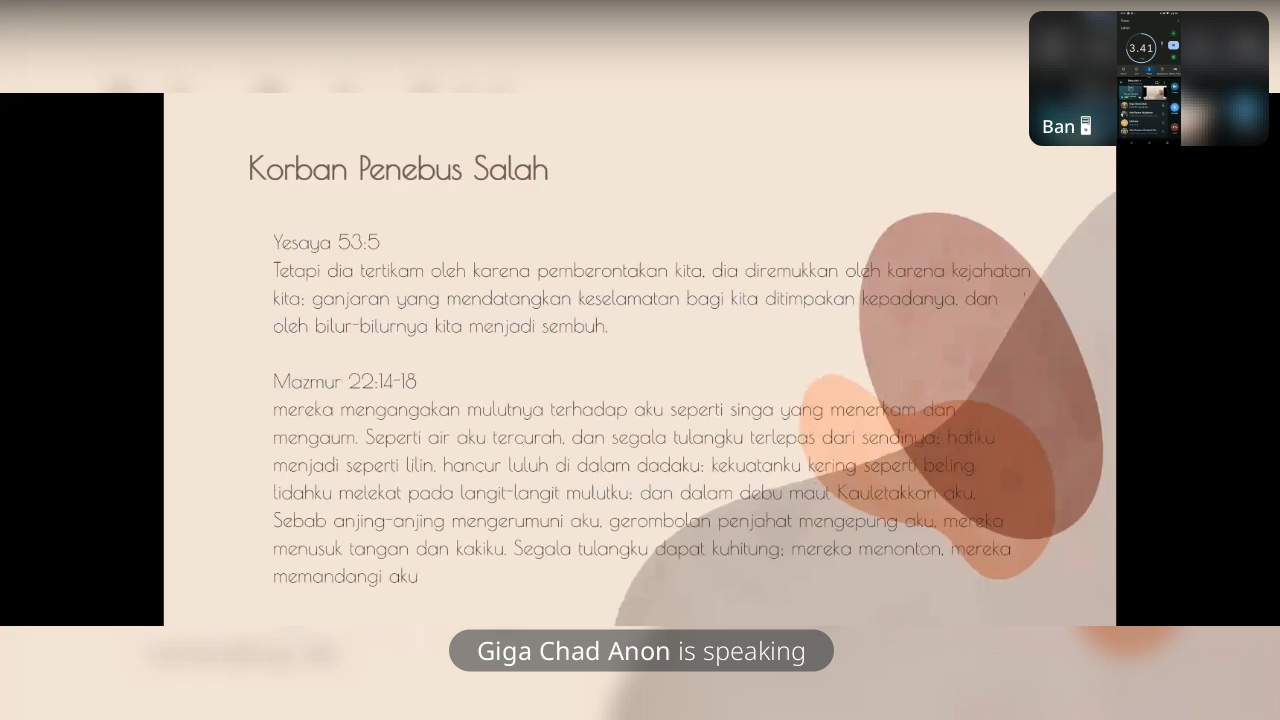 3.41
Ban
Korban Penebus Salah
Yesaya 53:5
Tetapi dia tertikam oleh karena pemberontakan kita, dia diremukkan oleh karena kejahatan
kita; ganjaran yang mendatangkan keselamatan bagi kita ditimpakan kepadanya, dan
oleh bilur-bilurnya kita menjadi sembuh.
Mazmur 22:14-18
mereka mengangakan mulutnya terhadap aku seperti singa yang menerkam dan
mengaum. Seperti air aku tercurah, dan segala tulangku terlepas dari sendinya; hatiku
menjadi seperti lilin, hancur luluh di dalam dadaku; kekuatanku kering seperti beling,
lidahku melekat pada langit-langit mulutku; dan dalam debu maut Kauletakkan aku.
Sebab anjing-anjing mengerumuni aku, gerombolan penjahat mengepung aku, mereka
menusuk tangan dan kakiku. Segala tulangku dapat kuhitung; mereka menonton, mereka
memandangi aku
Giga Chad Anon is speaking